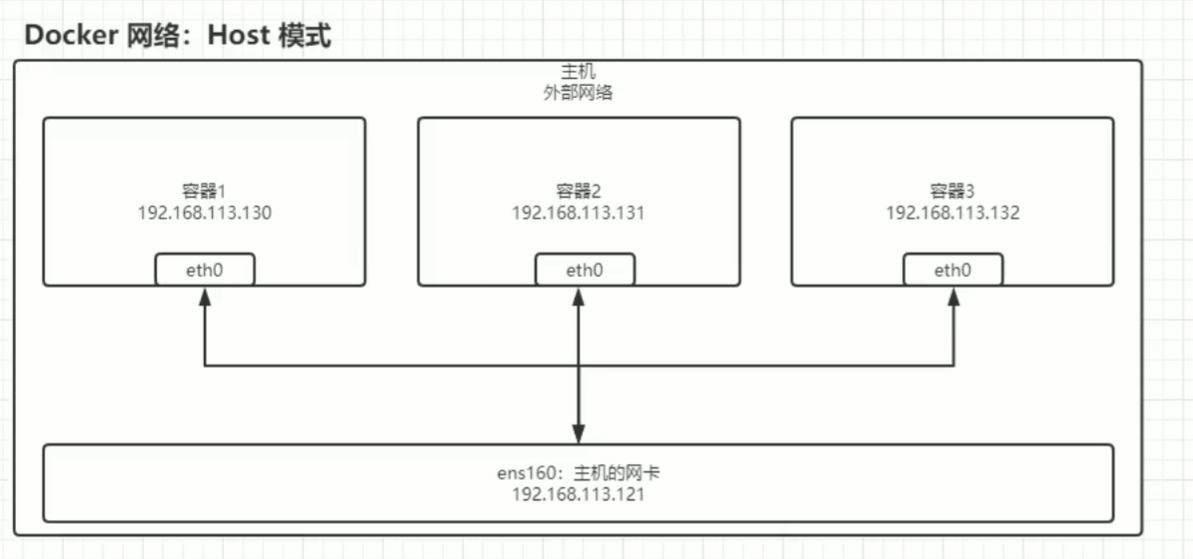 Docker 网络：Host 模式
主机
外部网络
容器1
192.168.113.130
eth0
容器2
192.168.113.131
eth0
容器3
192.168.113.132
eth0
ens160：主机的网卡
192.168.113.121